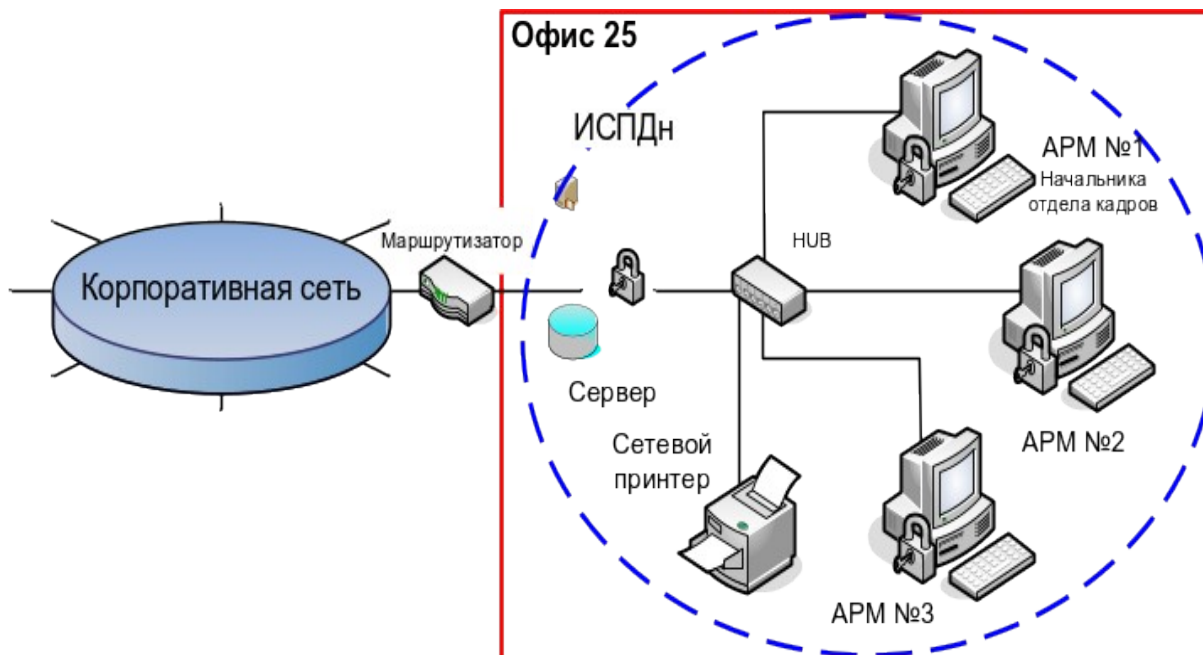 Офис 25
ИСПДн
АРМ №1
Начальника
отдела кадров
Маршрутизатор
HUB
Корпоративная сеть
Сервер
Сетевой
принтер
АРМ №2
АРМ №3